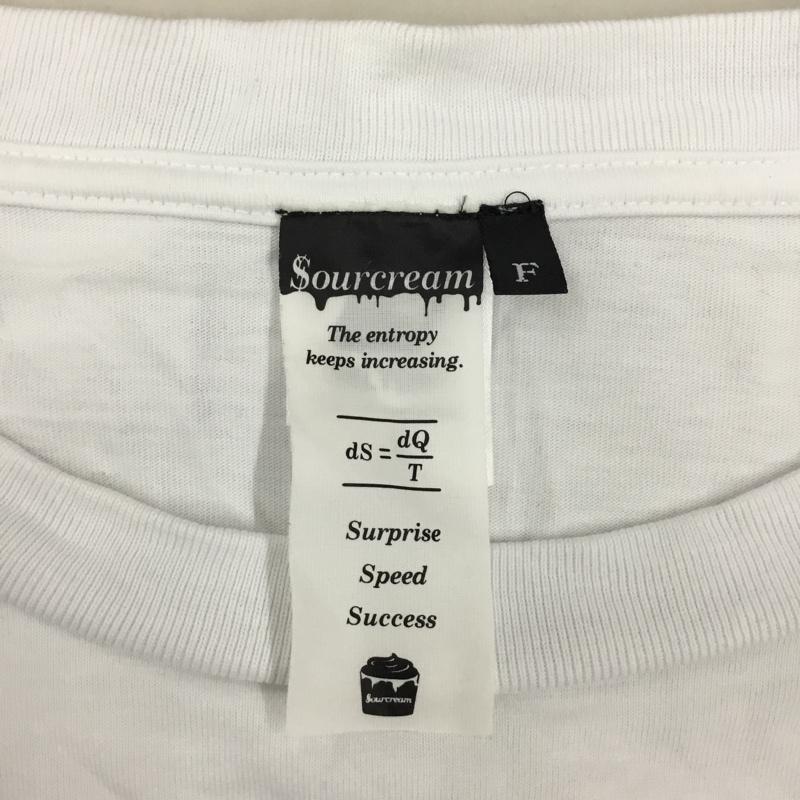 $ourcream
F
The entropy
keeps increasing.
dS = dQ
T
Surprise
Speed
Success
$ourcream